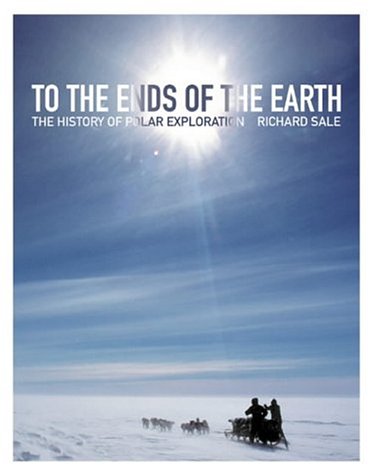 TO THE ENDS OF THE EARTH
THE HISTORY OF POLAR EXPLORATION RICHARD SALE